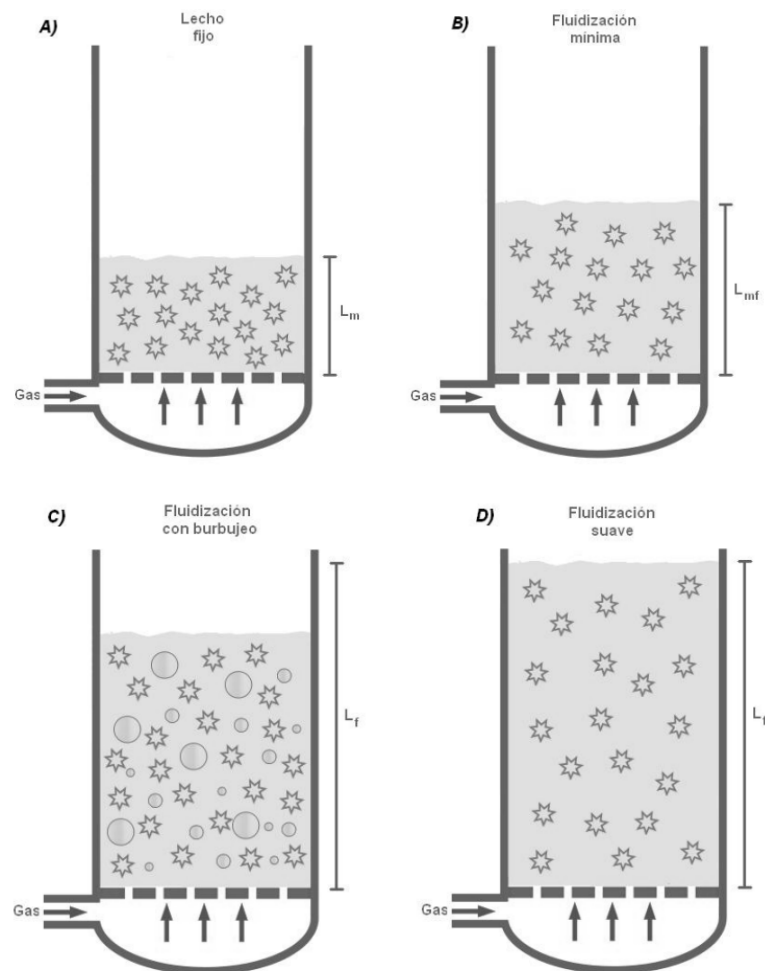 A)
Lecho
fijo
B)
Fluidización
mínima
Lm
Lmf
Gas
Gas
C)
Fluidización
con burbujeo
D)
Fluidización
suave
Lf
Lf
Gas
Gas